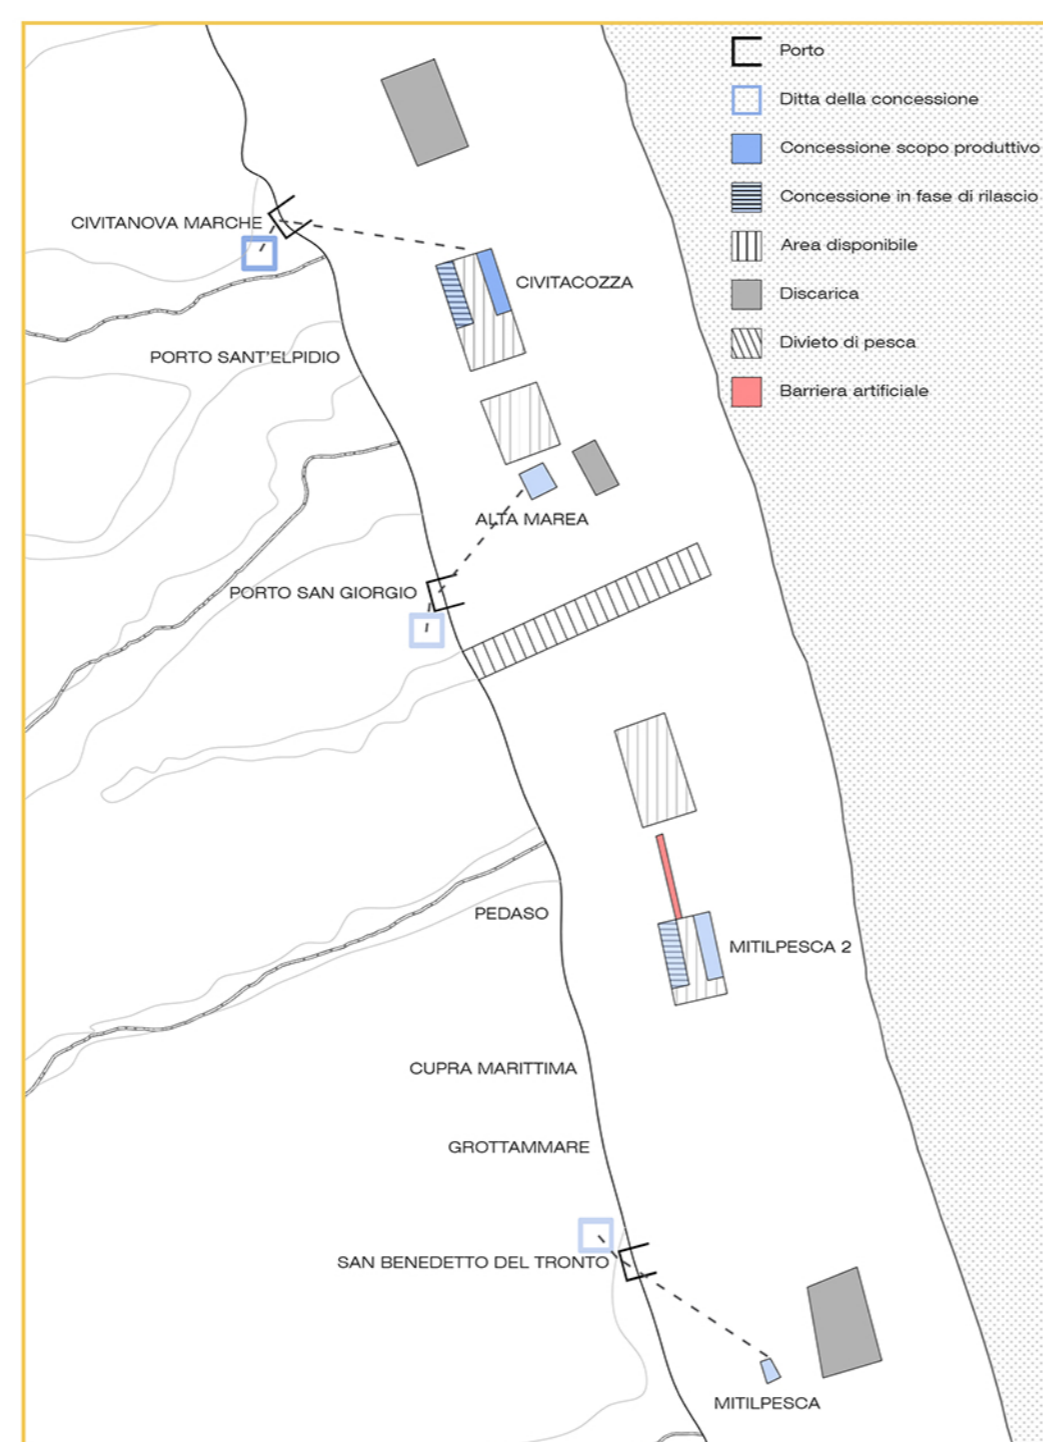 Porto
Ditta della concessione
Concessione scopo produttivo
Concessione in fase di rilascio
Area disponibile
Discarica
Divieto di pesca
Barriera artificiale
CIVITANOVA MARCHE
CIVITACOZZA
PORTO SANT'ELPIDIO
ALTA MAREA
PORTO SAN GIORGIO
PEDASO
MITILPESCA 2
CUPRA MARITTIMA
GROTTAMMARE
SAN BENEDETTO DEL TRONTO
MITILPESCA